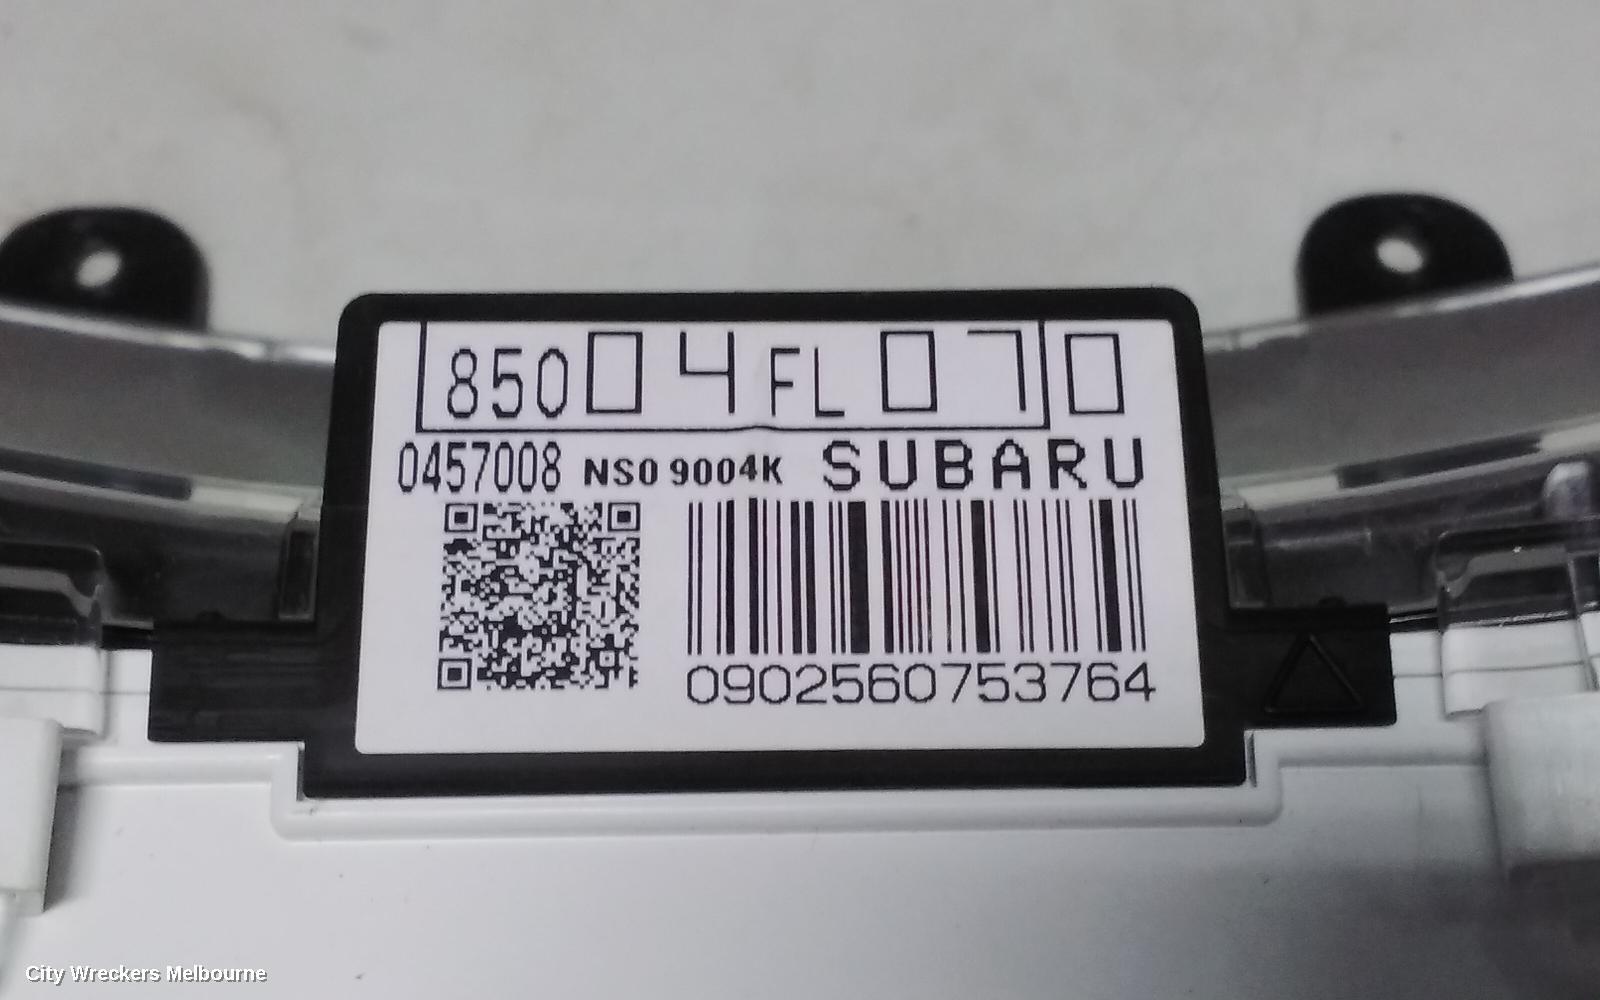 85004FL070
0457008 NS0 9004K SUBARU
0902560753764
City Wreckers Melbourne